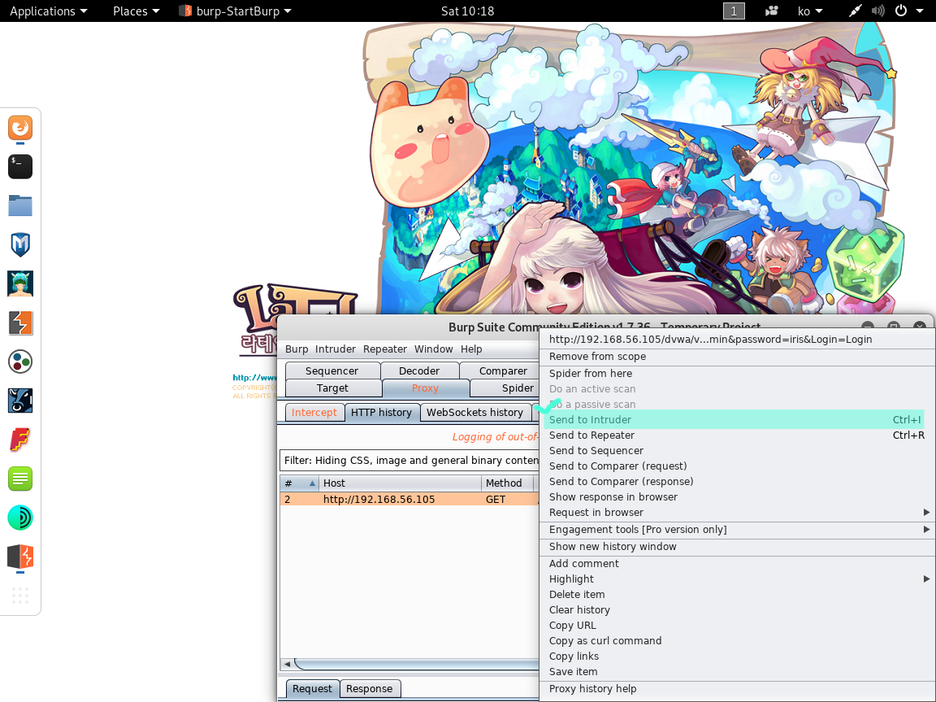 Applications
Places
burp-StartBurp
Sat 10:18
1
ko
Burp Suite Community Edition v1.7.36 - Temporary Project
Burp
Intruder
Repeater
Window
Help
Sequencer
Decoder
Comparer
Target
Proxy
Spider
Intercept
HTTP history
WebSockets history
Logging of out-of-
Filter: Hiding CSS, image and general binary conten
#
Host
Method
2
http://192.168.56.105
GET
Request
Response
http://192.168.56.105/dvwa/v...min&password=iris&Login=Login
Remove from scope
Spider from here
Do an active scan
a passive scan
Send to Intruder Ctrl+I
Send to Repeater Ctrl+R
Send to Sequencer
Send to Comparer (request)
Send to Comparer (response)
Show response in browser
Request in browser
Engagement tools [Pro version only]
Show new history window
Add comment
Highlight
Delete item
Clear history
Copy URL
Copy as curl command
Copy links
Save item
Proxy history help
http://ww
COPYRIGHT
ALL RIGHTS